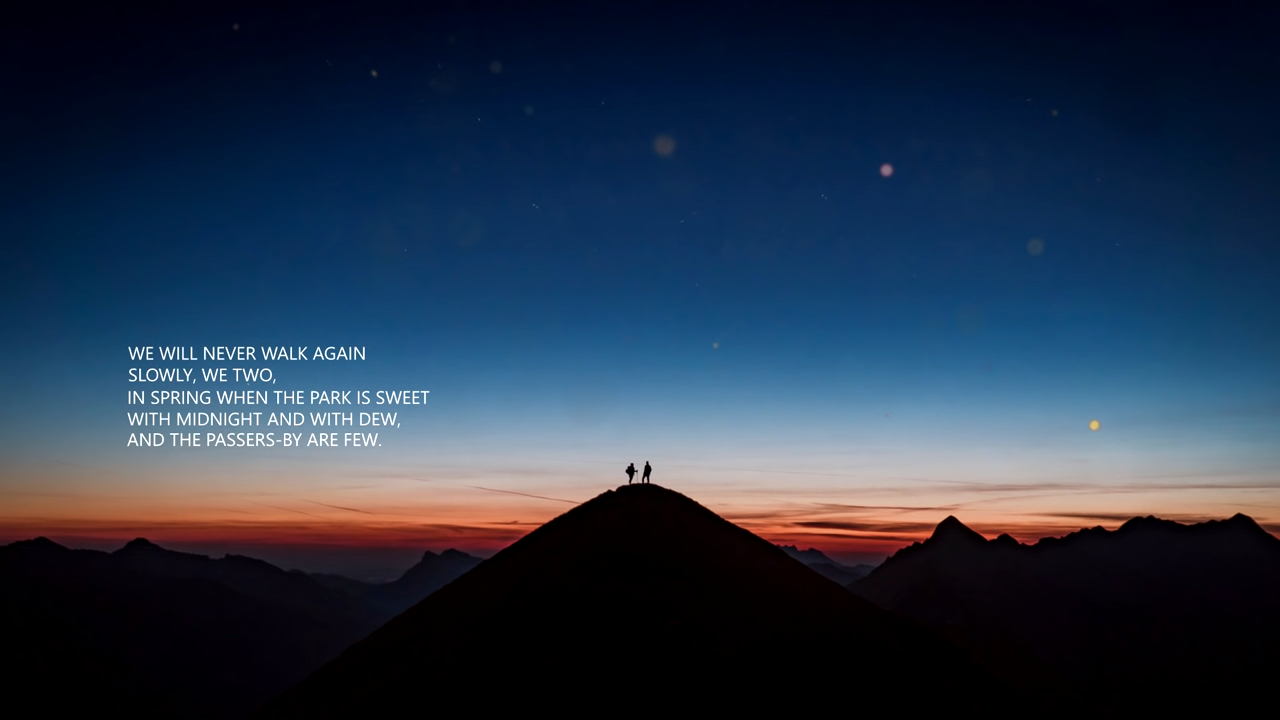 WE WILL NEVER WALK AGAIN
SLOWLY, WE TWO,
IN SPRING WHEN THE PARK IS SWEET
WITH MIDNIGHT AND WITH DEW,
AND THE PASSERS-BY ARE FEW.